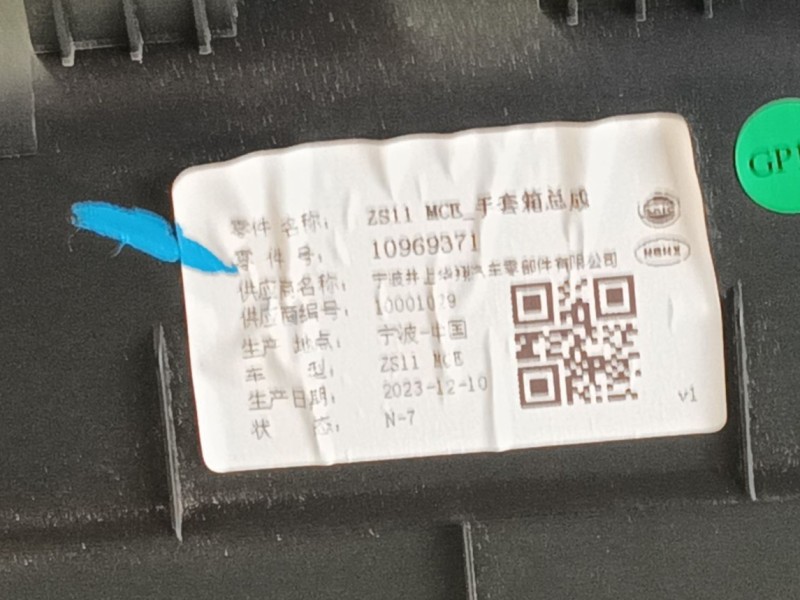 零件名称: ZS11 MCE_手套箱总成
零件号: 10969371
供应商名称: 宁波井上华翔汽车零部件有限公司
供应商编号: 10001029
生产地点: 宁波-中国
车型: ZS11 MCE
生产日期: 2023-12-10
状态: N-7
v1